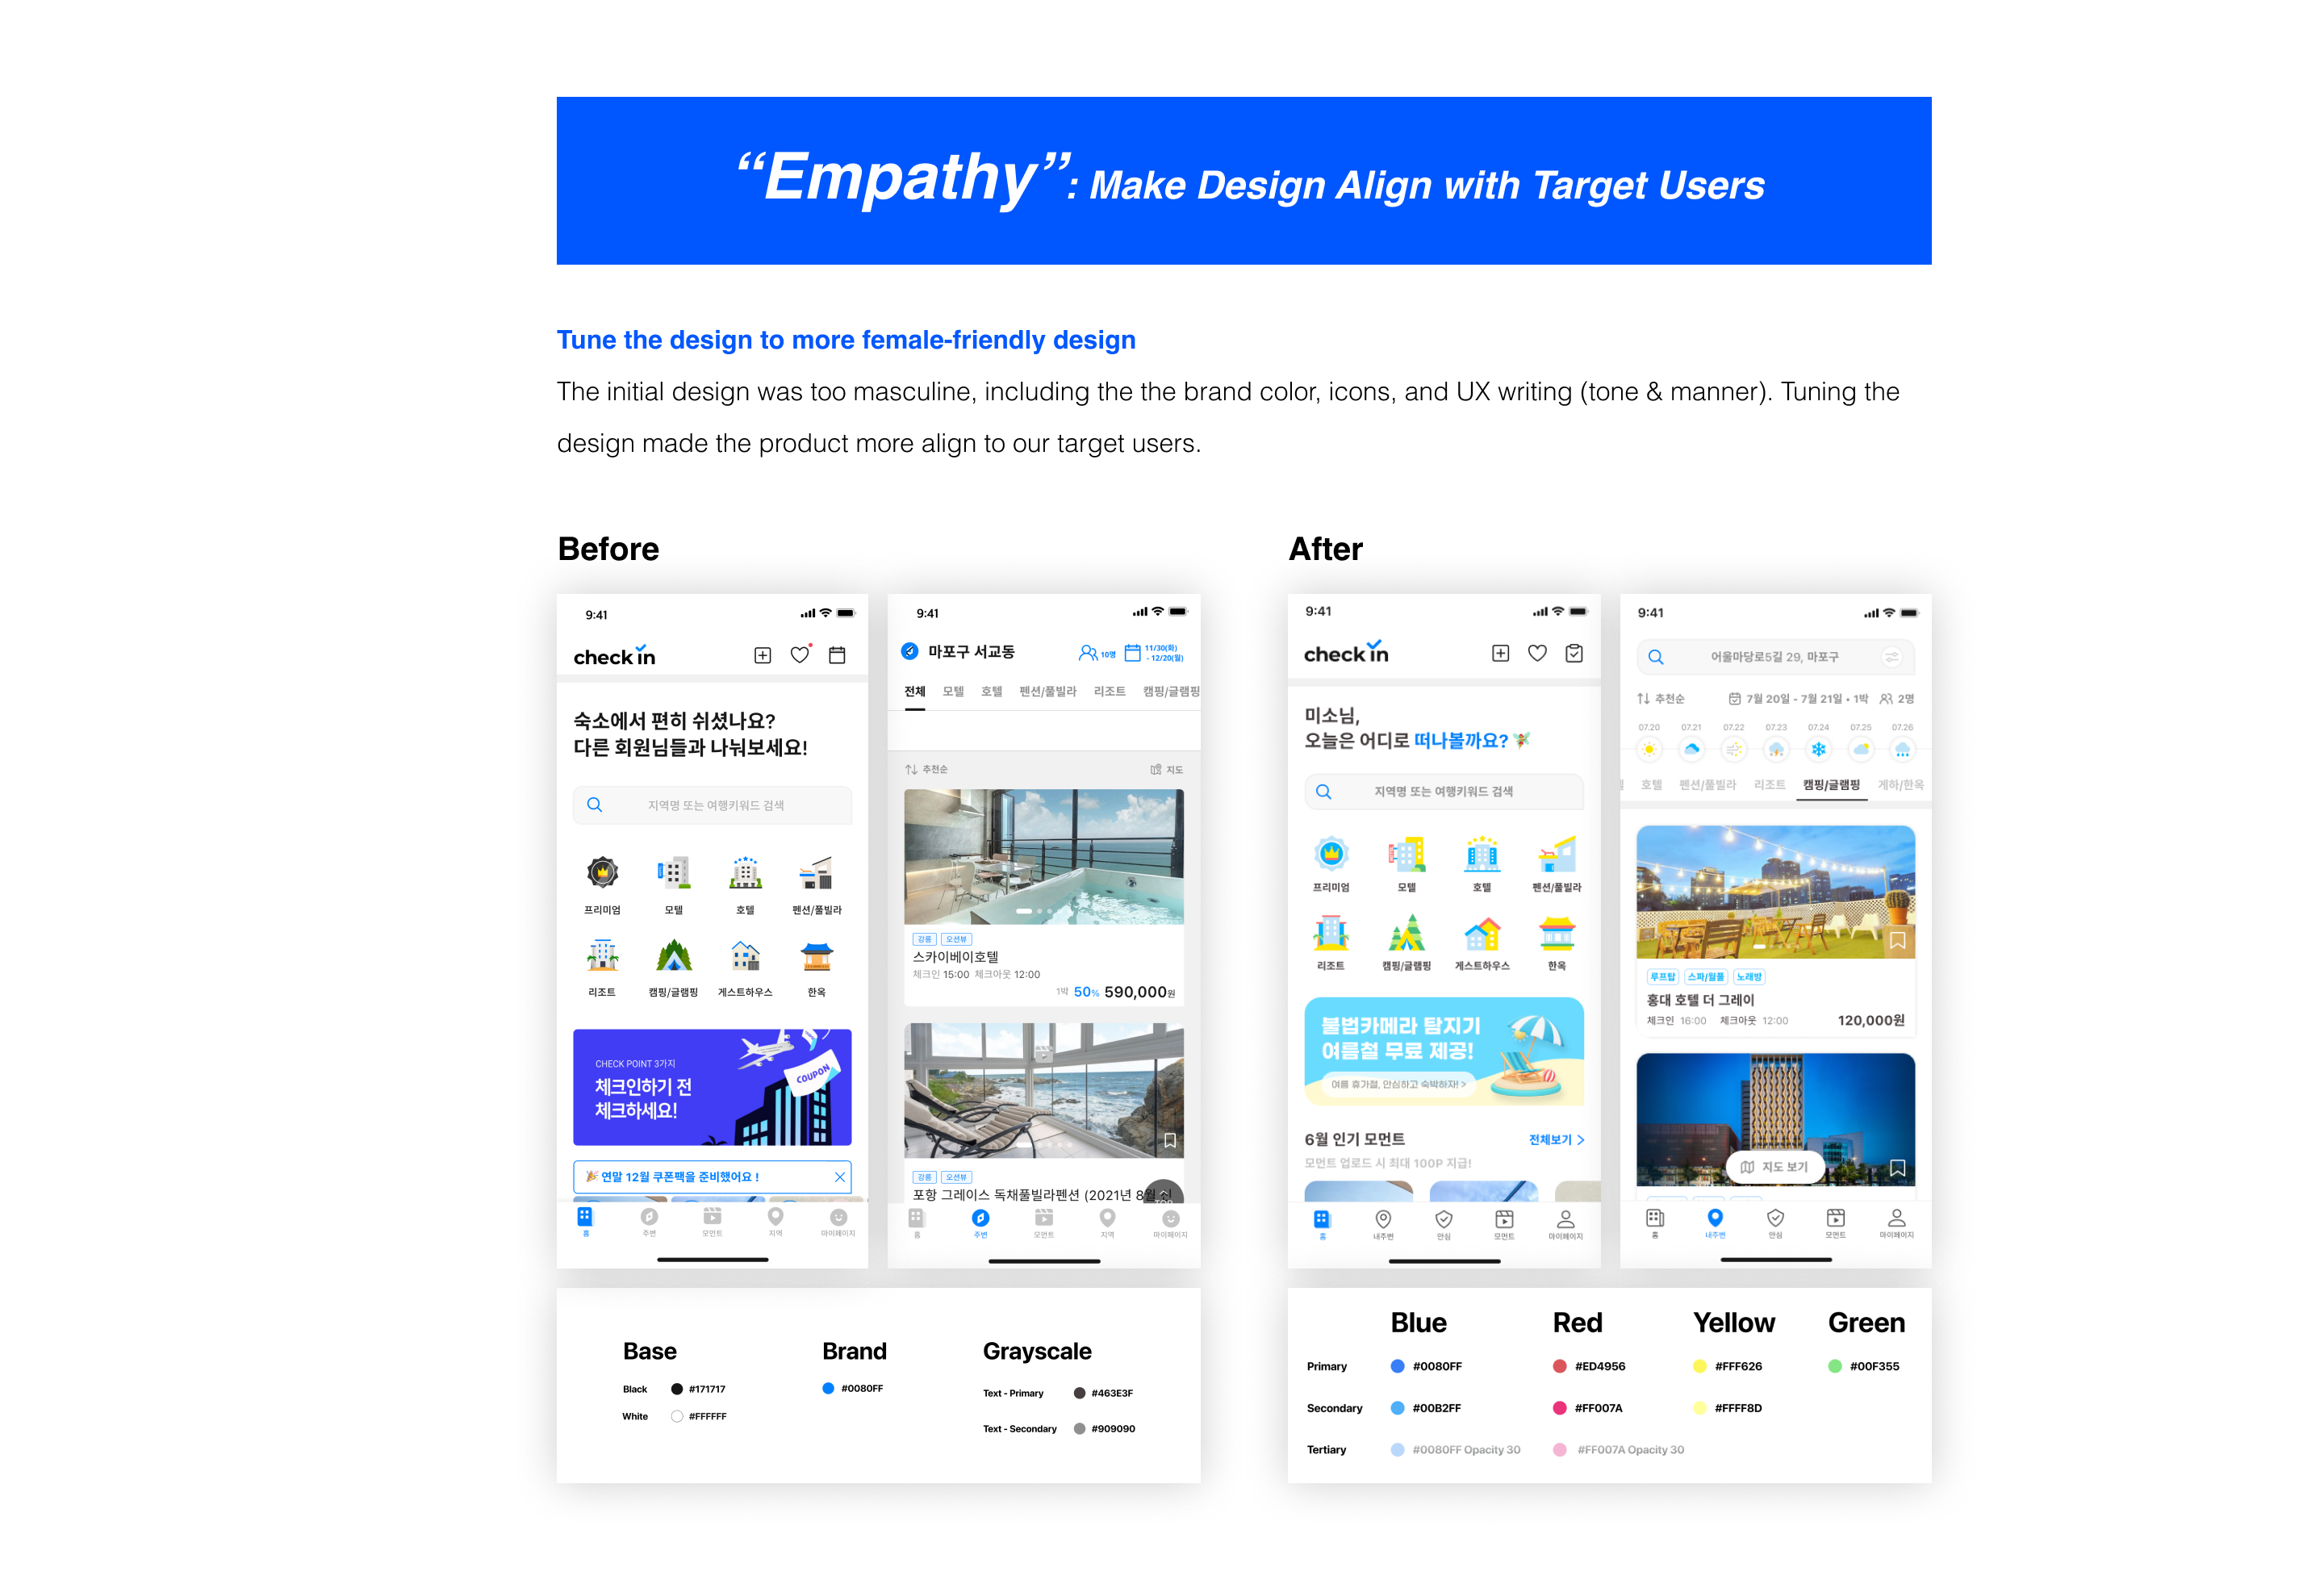 “Empathy”: Make Design Align with Target Users
Tune the design to more female-friendly design
The initial design was too masculine, including the the brand color, icons, and UX writing (tone & manner). Tuning the
design made the product more align to our target users.
Before
9:41
check in
숙소에서 편히 쉬셨나요?
다른 회원님들과 나눠보세요!
지역명 또는 여행키워드 검색
프리미엄 모텔 호텔 펜션/풀빌라
리조트 캠핑/글램핑 게스트하우스 한옥
CHECK POINT 3가지
체크인하기 전
체크하세요!
COUPON
🎉 연말 12월 쿠폰팩을 준비했어요 !
홈 주변 모먼트 지역 마이페이지
9:41
마포구 서교동
10명
11/30(화)
- 12/20(월)
전체 모텔 호텔 펜션/풀빌라 리조트 캠핑/글램핑
추천순 지도
강릉 오션뷰
스카이베이호텔
체크인 15:00 체크아웃 12:00
1박 50% 590,000원
강릉 오션뷰
포항 그레이스 독채풀빌라펜션 (2021년 8월 신
홈 주변 모먼트 지역 마이페이지
Base
Black #171717
White #FFFFFF
Brand
#0080FF
Grayscale
Text - Primary #463E3F
Text - Secondary #909090
After
9:41
check in
미소님,
오늘은 어디로 떠나볼까요?
지역명 또는 여행키워드 검색
프리미엄 모텔 호텔 펜션/풀빌라
리조트 캠핑/글램핑 게스트하우스 한옥
불법카메라 탐지기
여름철 무료 제공!
여름 휴가철, 안심하고 숙박하자! >
6월 인기 모먼트 전체보기 >
모먼트 업로드 시 최대 100P 지급!
홈 내주변 안심 모먼트 마이페이지
9:41
어울마당로5길 29, 마포구
추천순 7월 20일 - 7월 21일 • 1박 2명
07.20 07.21 07.22 07.23 07.24 07.25 07.26
호텔 펜션/풀빌라 리조트 캠핑/글램핑 게하/한옥
루프탑 스파/월풀 노래방
홍대 호텔 더 그레이
체크인 16:00 체크아웃 12:00 120,000원
지도 보기
홈 내주변 안심 모먼트 마이페이지
Blue Red Yellow Green
Primary #0080FF #ED4956 #FFF626 #00F355
Secondary #00B2FF #FF007A #FFFF8D
Tertiary #0080FF Opacity 30 #FF007A Opacity 30